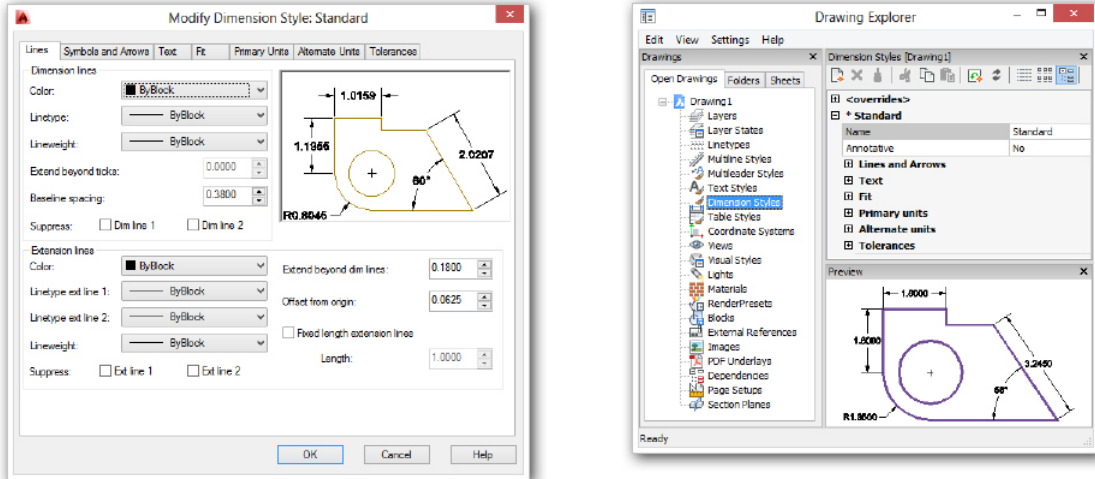 Modify Dimension Style: Standard
Lines Symbols and Arrows Text Fit Primary Units Alternate Units Tolerances
Dimension lines
Color: ByBlock
Linetype: ByBlock
Lineweight: ByBlock
Extend beyond ticks: 0.0000
Baseline spacing: 0.3800
Suppress: Dim line 1 Dim line 2
1.0159
1.1955
2.0207
60°
R0.8045
Extension lines
Color: ByBlock
Linetype ext line 1: ByBlock
Linetype ext line 2: ByBlock
Lineweight: ByBlock
Suppress: Ext line 1 Ext line 2
Extend beyond dim lines: 0.1800
Offset from origin: 0.0625
Fixed length extension lines
Length: 1.0000
OK Cancel Help
Drawing Explorer
Edit View Settings Help
Drawings
Open Drawings Folders Sheets
Drawing1
Layers
Layer States
Linetypes
Multiline Styles
Multileader Styles
Text Styles
Dimension Styles
Table Styles
Coordinate Systems
Views
Visual Styles
Lights
Materials
RenderPresets
Blocks
External References
Images
PDF Underlays
Dependencies
Page Setups
Section Planes
Dimension Styles [Drawing1]
<overrides>
* Standard
Name Standard
Annotative No
Lines and Arrows
Text
Fit
Primary units
Alternate units
Tolerances
Preview
1.6000
1.6000
3.2450
R1.3500
Ready